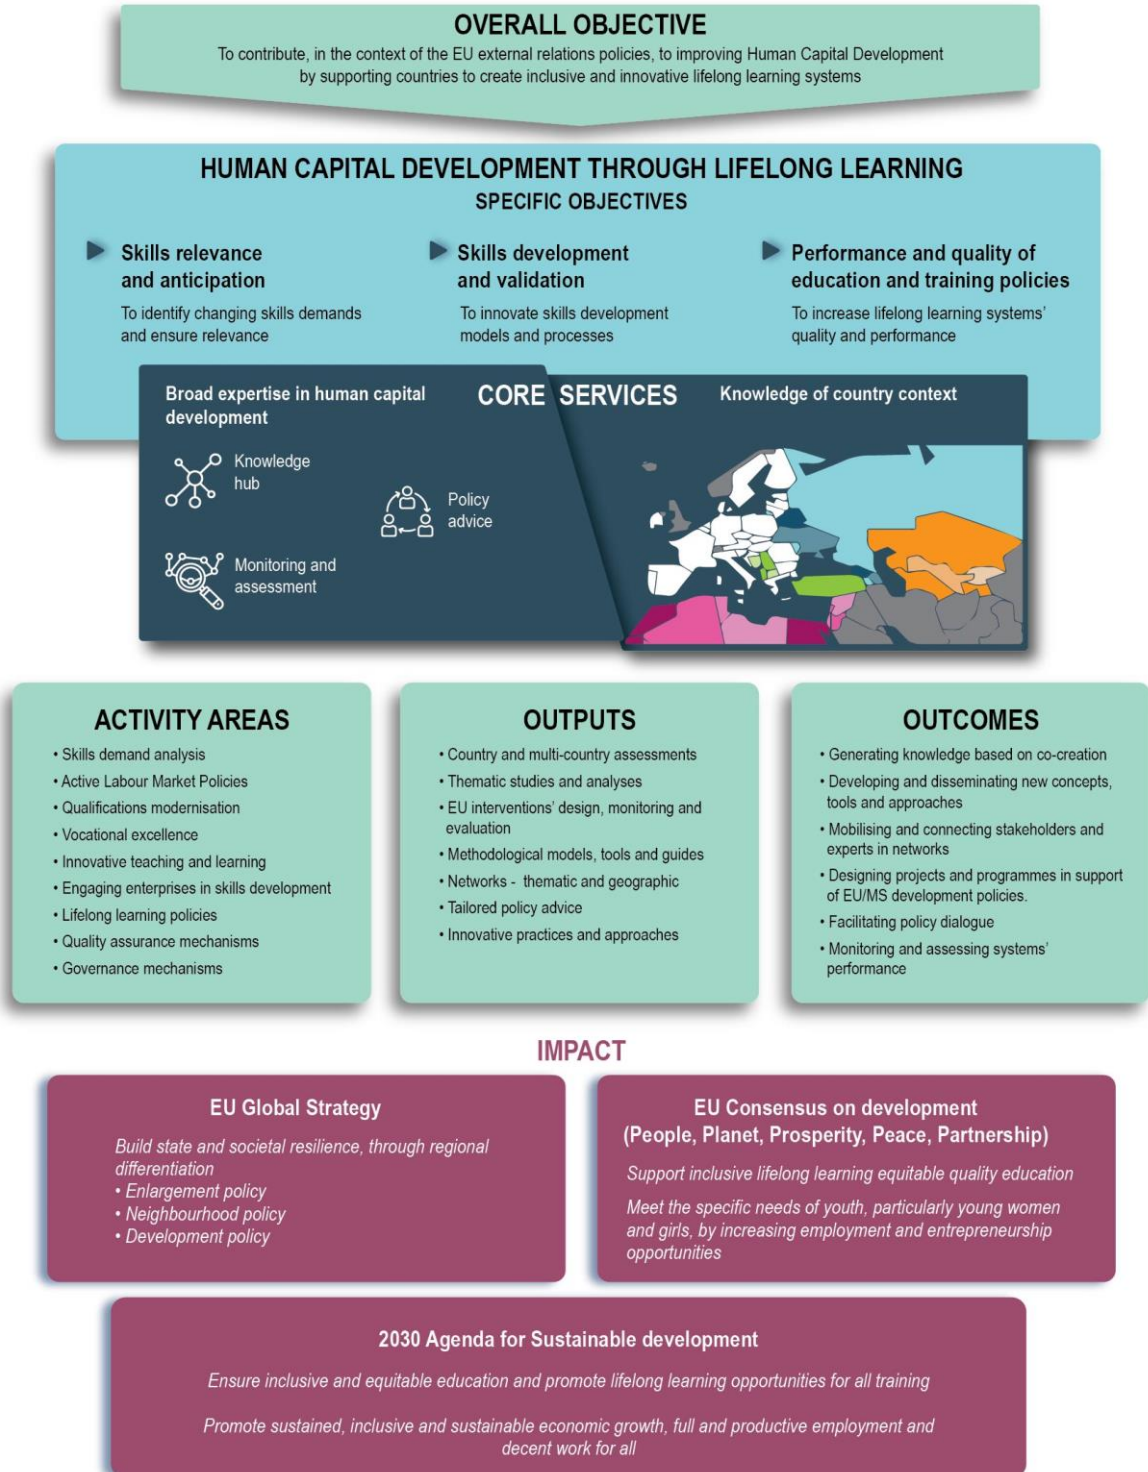 OVERALL OBJECTIVE
To contribute, in the context of the EU external relations policies, to improving Human Capital Development
by supporting countries to create inclusive and innovative lifelong learning systems
HUMAN CAPITAL DEVELOPMENT THROUGH LIFELONG LEARNING
SPECIFIC OBJECTIVES
Skills relevance
and anticipation
To identify changing skills demands
and ensure relevance
Skills development
and validation
To innovate skills development
models and processes
Performance and quality of
education and training policies
To increase lifelong learning systems'
quality and performance
CORE SERVICES
Broad expertise in human capital
development
Knowledge
hub
Policy
advice
Monitoring and
assessment
Knowledge of country context
ACTIVITY AREAS
• Skills demand analysis
• Active Labour Market Policies
• Qualifications modernisation
• Vocational excellence
• Innovative teaching and learning
• Engaging enterprises in skills development
• Lifelong learning policies
• Quality assurance mechanisms
• Governance mechanisms
OUTPUTS
• Country and multi-country assessments
• Thematic studies and analyses
• EU interventions' design, monitoring and
evaluation
• Methodological models, tools and guides
• Networks - thematic and geographic
• Tailored policy advice
• Innovative practices and approaches
OUTCOMES
• Generating knowledge based on co-creation
• Developing and disseminating new concepts,
tools and approaches
• Mobilising and connecting stakeholders and
experts in networks
• Designing projects and programmes in support
of EU/MS development policies.
• Facilitating policy dialogue
• Monitoring and assessing systems'
performance
IMPACT
EU Global Strategy
Build state and societal resilience, through regional
differentiation
• Enlargement policy
• Neighbourhood policy
• Development policy
EU Consensus on development
(People, Planet, Prosperity, Peace, Partnership)
Support inclusive lifelong learning equitable quality education
Meet the specific needs of youth, particularly young women
and girls, by increasing employment and entrepreneurship
opportunities
2030 Agenda for Sustainable development
Ensure inclusive and equitable education and promote lifelong learning opportunities for all training
Promote sustained, inclusive and sustainable economic growth, full and productive employment and
decent work for all